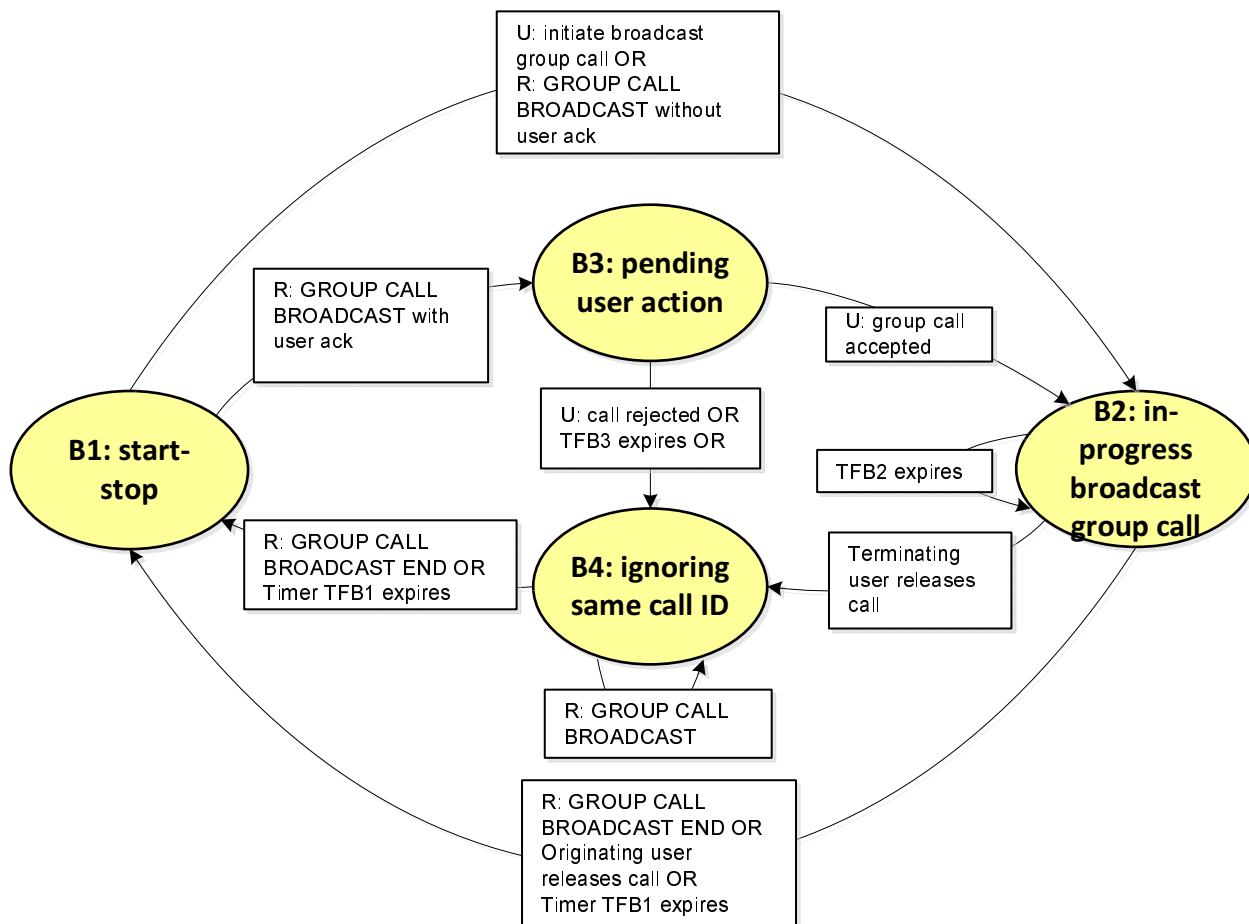 U: initiate broadcast
group call OR
R: GROUP CALL
BROADCAST without
user ack
B3: pending
user action
R: GROUP CALL
BROADCAST with
user ack
U: group call
accepted
B1: start-
stop
U: call rejected OR
TFB3 expires OR
B2: in-
progress
broadcast
group call
TFB2 expires
R: GROUP CALL
BROADCAST END OR
Timer TFB1 expires
B4: ignoring
same call ID
Terminating
user releases
call
R: GROUP CALL
BROADCAST
R: GROUP CALL
BROADCAST END OR
Originating user
releases call OR
Timer TFB1 expires